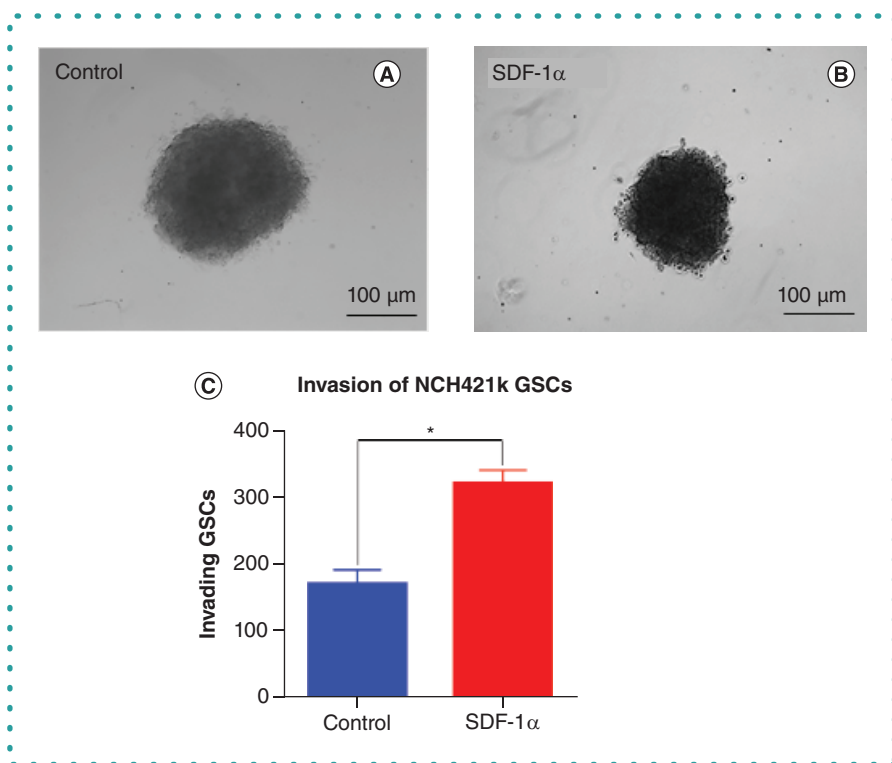 Control
A
100 µm
SDF-1α
B
100 µm
C
Invasion of NCH421k GSCs
*
400
300
200
100
0
Invading GSCs
Control
SDF-1α